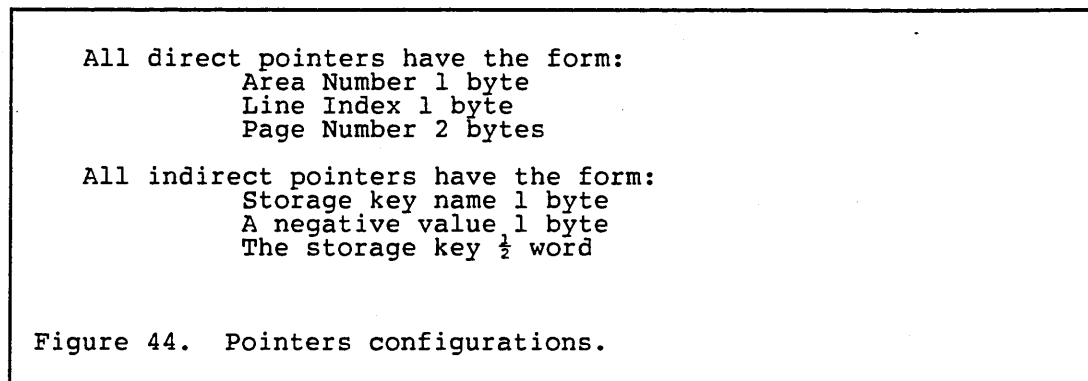 All direct pointers have the form:
Area Number 1 byte
Line Index 1 byte
Page Number 2 bytes
All indirect pointers have the form:
Storage key name 1 byte
A negative value 1 byte
The storage key ½ word
Figure 44. Pointers configurations.